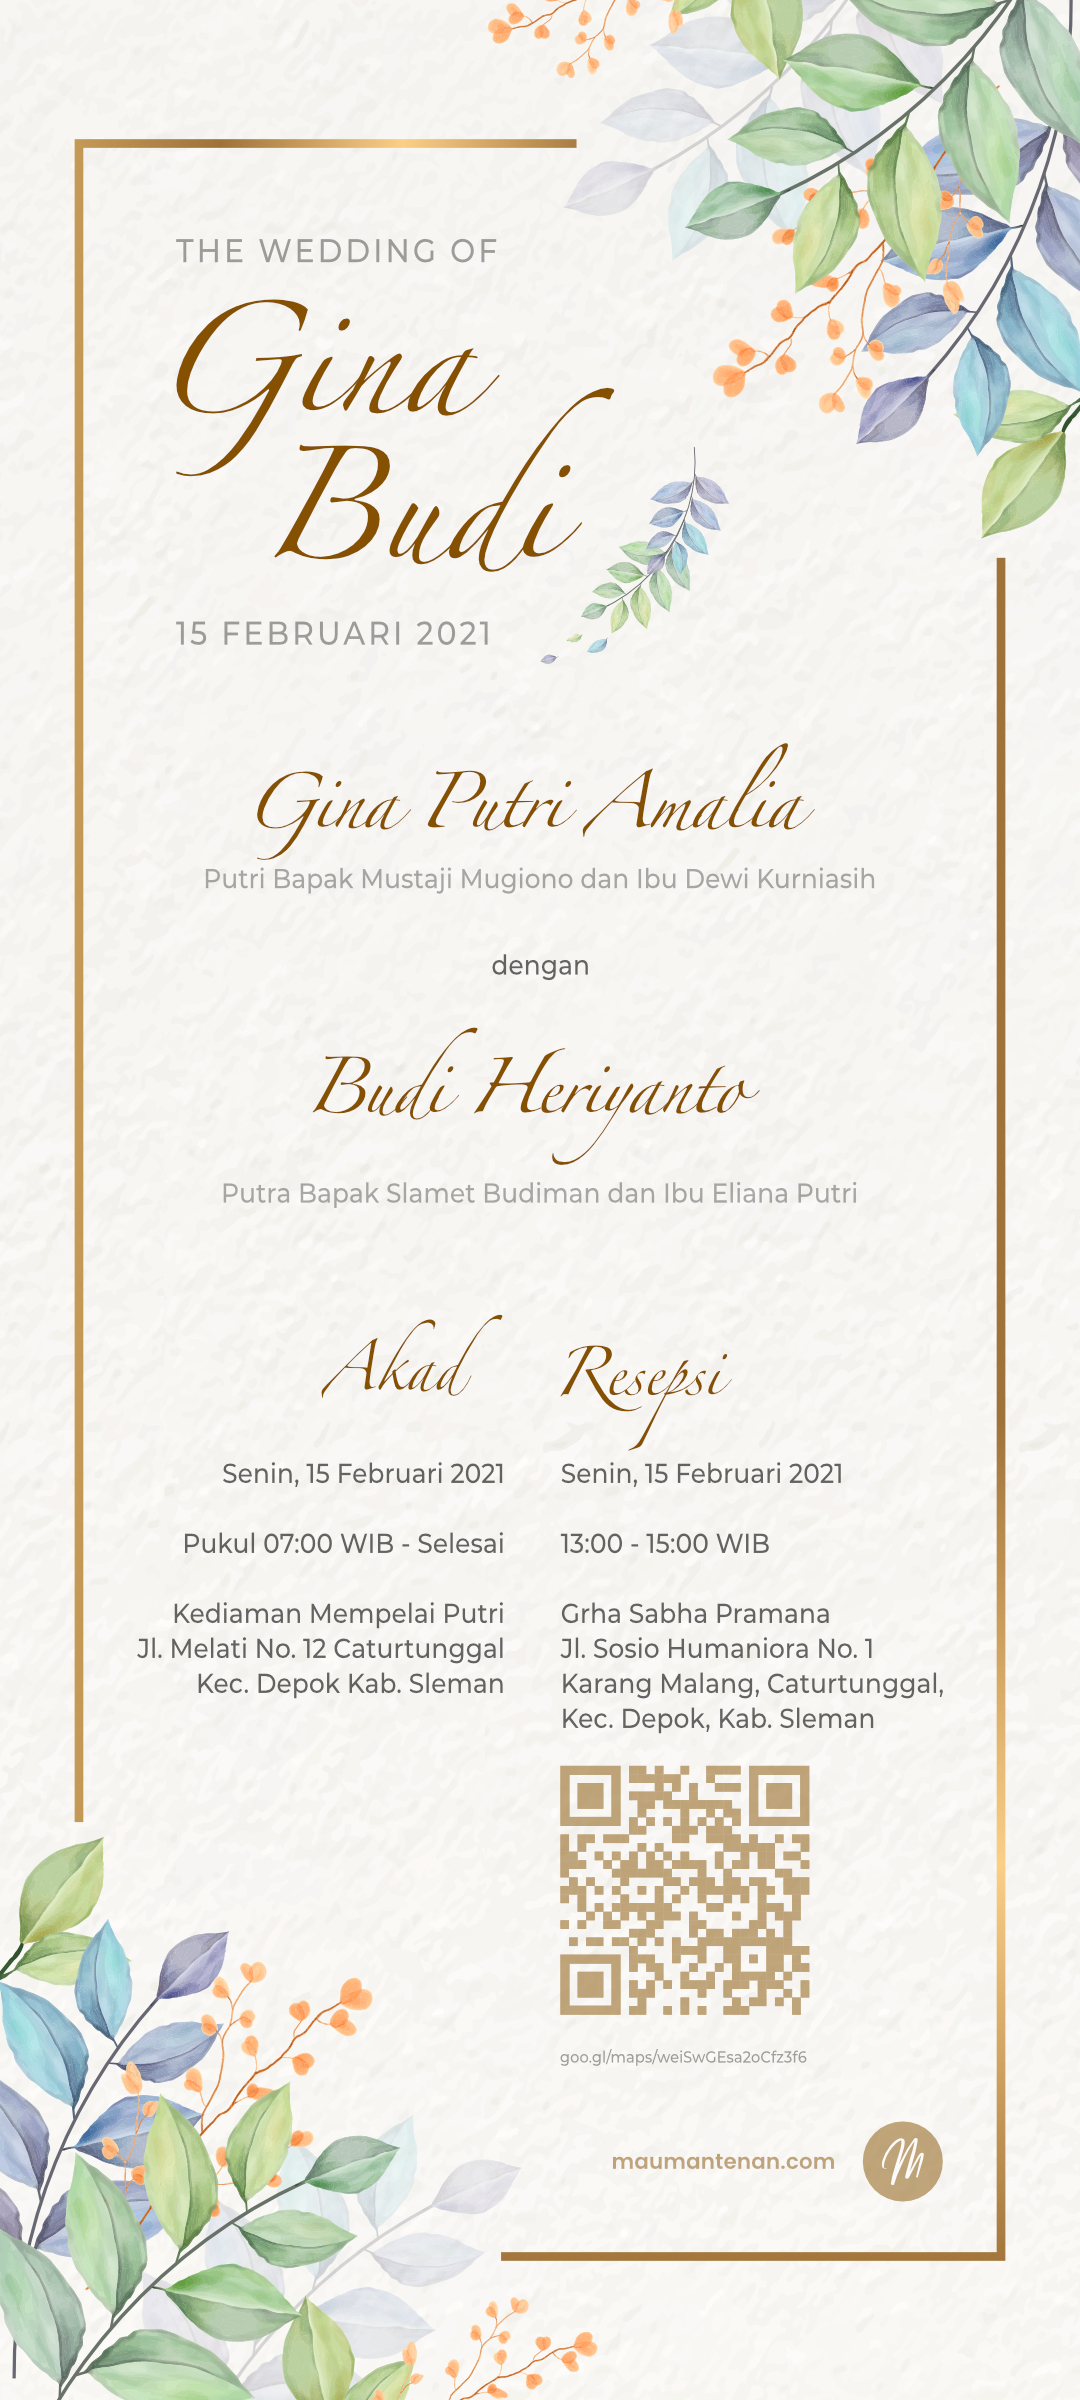 THE WEDDING OF
Gina
Budi
15 FEBRUARI 2021
Gina Putri Amalia
Putri Bapak Mustaji Mugiono dan Ibu Dewi Kurniasih
dengan
Budi Heriyanto
Putra Bapak Slamet Budiman dan Ibu Eliana Putri
Akad
Senin, 15 Februari 2021
Pukul 07:00 WIB - Selesai
Kediaman Mempelai Putri
Jl. Melati No. 12 Caturtunggal
Kec. Depok Kab. Sleman
Resepsi
Senin, 15 Februari 2021
13:00 - 15:00 WIB
Grha Sabha Pramana
Jl. Sosio Humaniora No. 1
Karang Malang, Caturtunggal,
Kec. Depok, Kab. Sleman
goo.gl/maps/weiSwGEsa2oCfz3f6
maumantenan.com
M